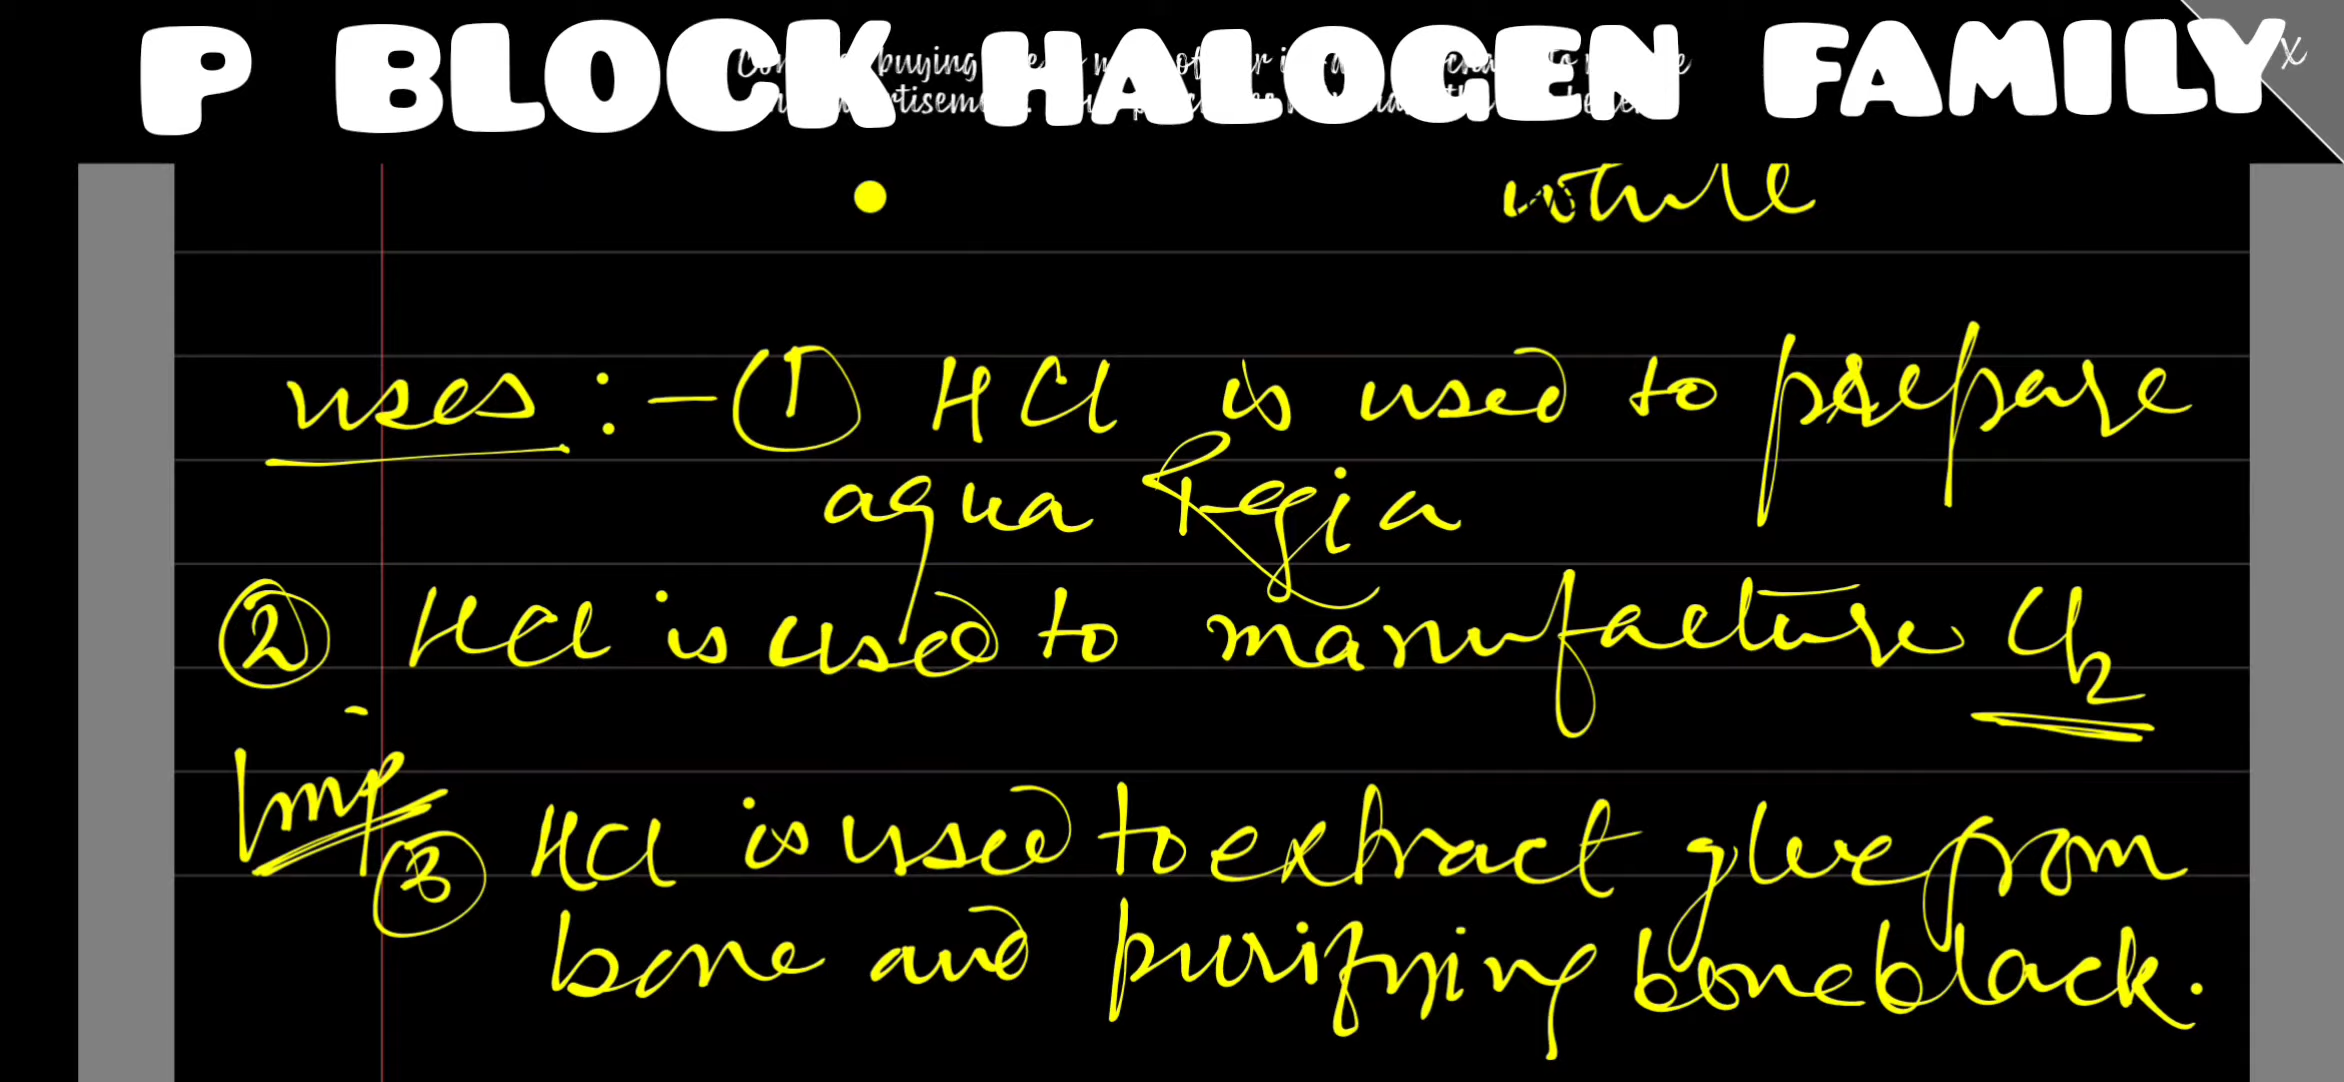 P BLOCK HALOGEN FAMILY
white
uses :- ① HCl is used to prepare
aqua Regia
② HCl is used to manufacture Cl₂
Imp
③ HCl is used to extract glue from
bone and purifying boneblack.